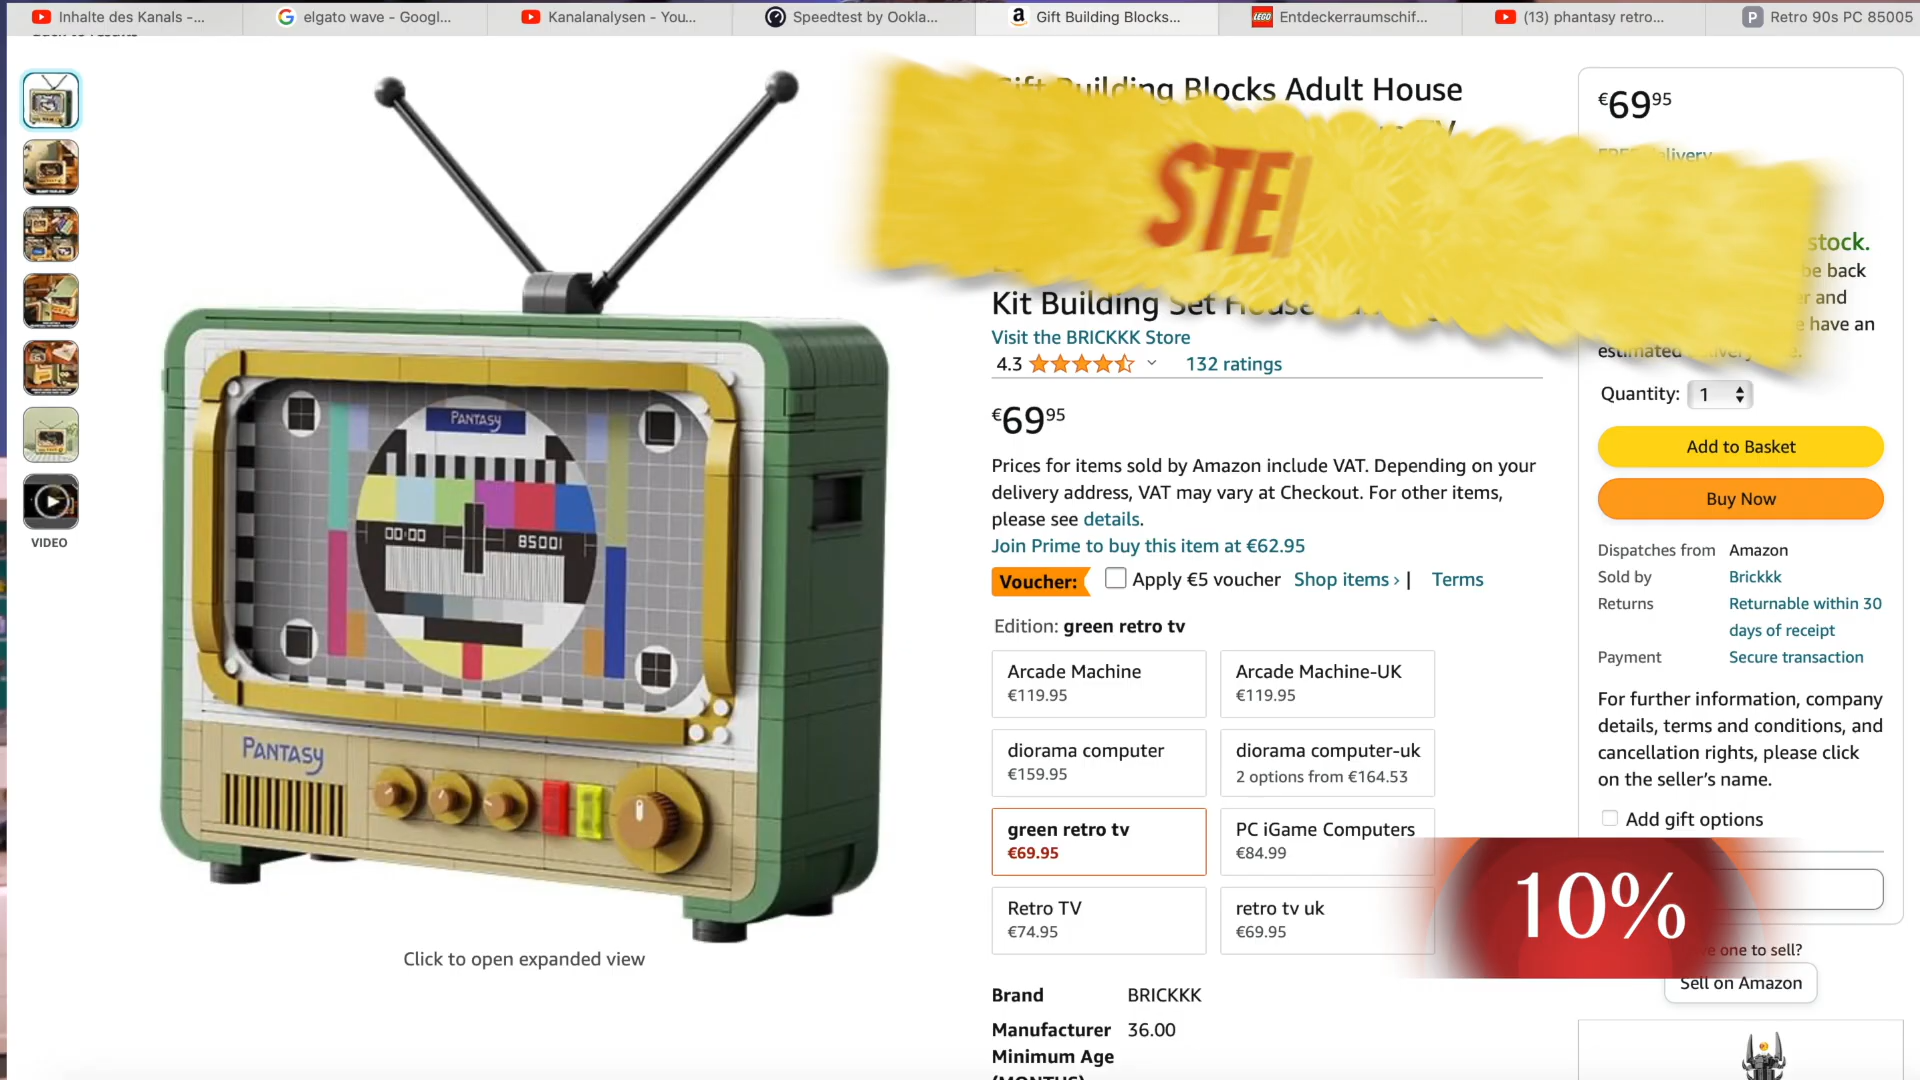 Inhalte des Kanals -...
elgato wave - Googl...
Kanalanalysen - You...
Speedtest by Ookla...
a Gift Building Blocks...
LEGO Entdeckerraumschif...
(13) phantasy retro...
P Retro 90s PC 85005
Gift Building Blocks Adult House
TV
STE
Kit Building Set House
Visit the BRICKKK Store
4.3
132 ratings
€69 95
Prices for items sold by Amazon include VAT. Depending on your
delivery address, VAT may vary at Checkout. For other items,
please see details.
Join Prime to buy this item at €62.95
Voucher: Apply €5 voucher Shop items › | Terms
Edition: green retro tv
Arcade Machine
€119.95
Arcade Machine-UK
€119.95
diorama computer
€159.95
diorama computer-uk
2 options from €164.53
green retro tv
€69.95
PC iGame Computers
€84.99
Retro TV
€74.95
retro tv uk
€69.95
Brand BRICKKK
Manufacturer 36.00
Minimum Age
(MONTHS)
€69 95
FREE delivery
stock.
be back
and
have an
estimated delivery
Quantity: 1
Add to Basket
Buy Now
Dispatches from Amazon
Sold by Brickkk
Returns Returnable within 30
days of receipt
Payment Secure transaction
For further information, company
details, terms and conditions, and
cancellation rights, please click
on the seller's name.
Add gift options
10%
one to sell?
Sell on Amazon
VIDEO
PANTASY
00:00
85001
PANTASY
Click to open expanded view